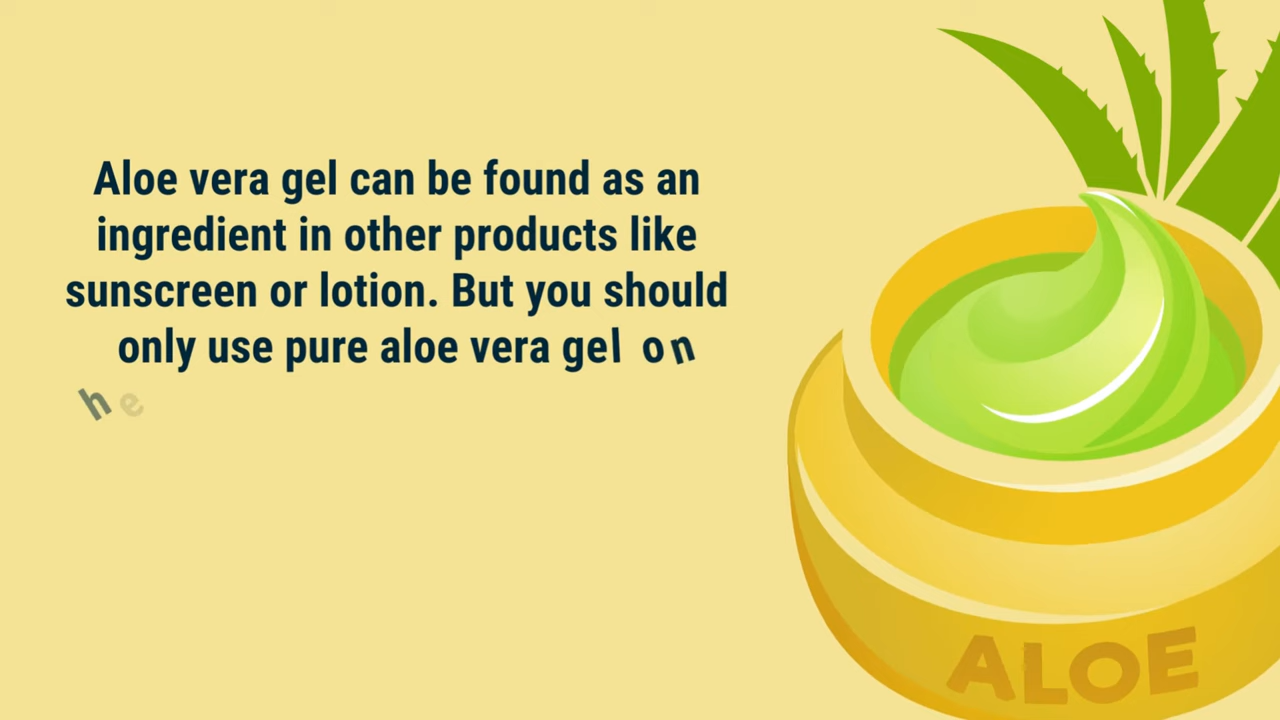 Aloe vera gel can be found as an
ingredient in other products like
sunscreen or lotion. But you should
only use pure aloe vera gel on
he
ALOE